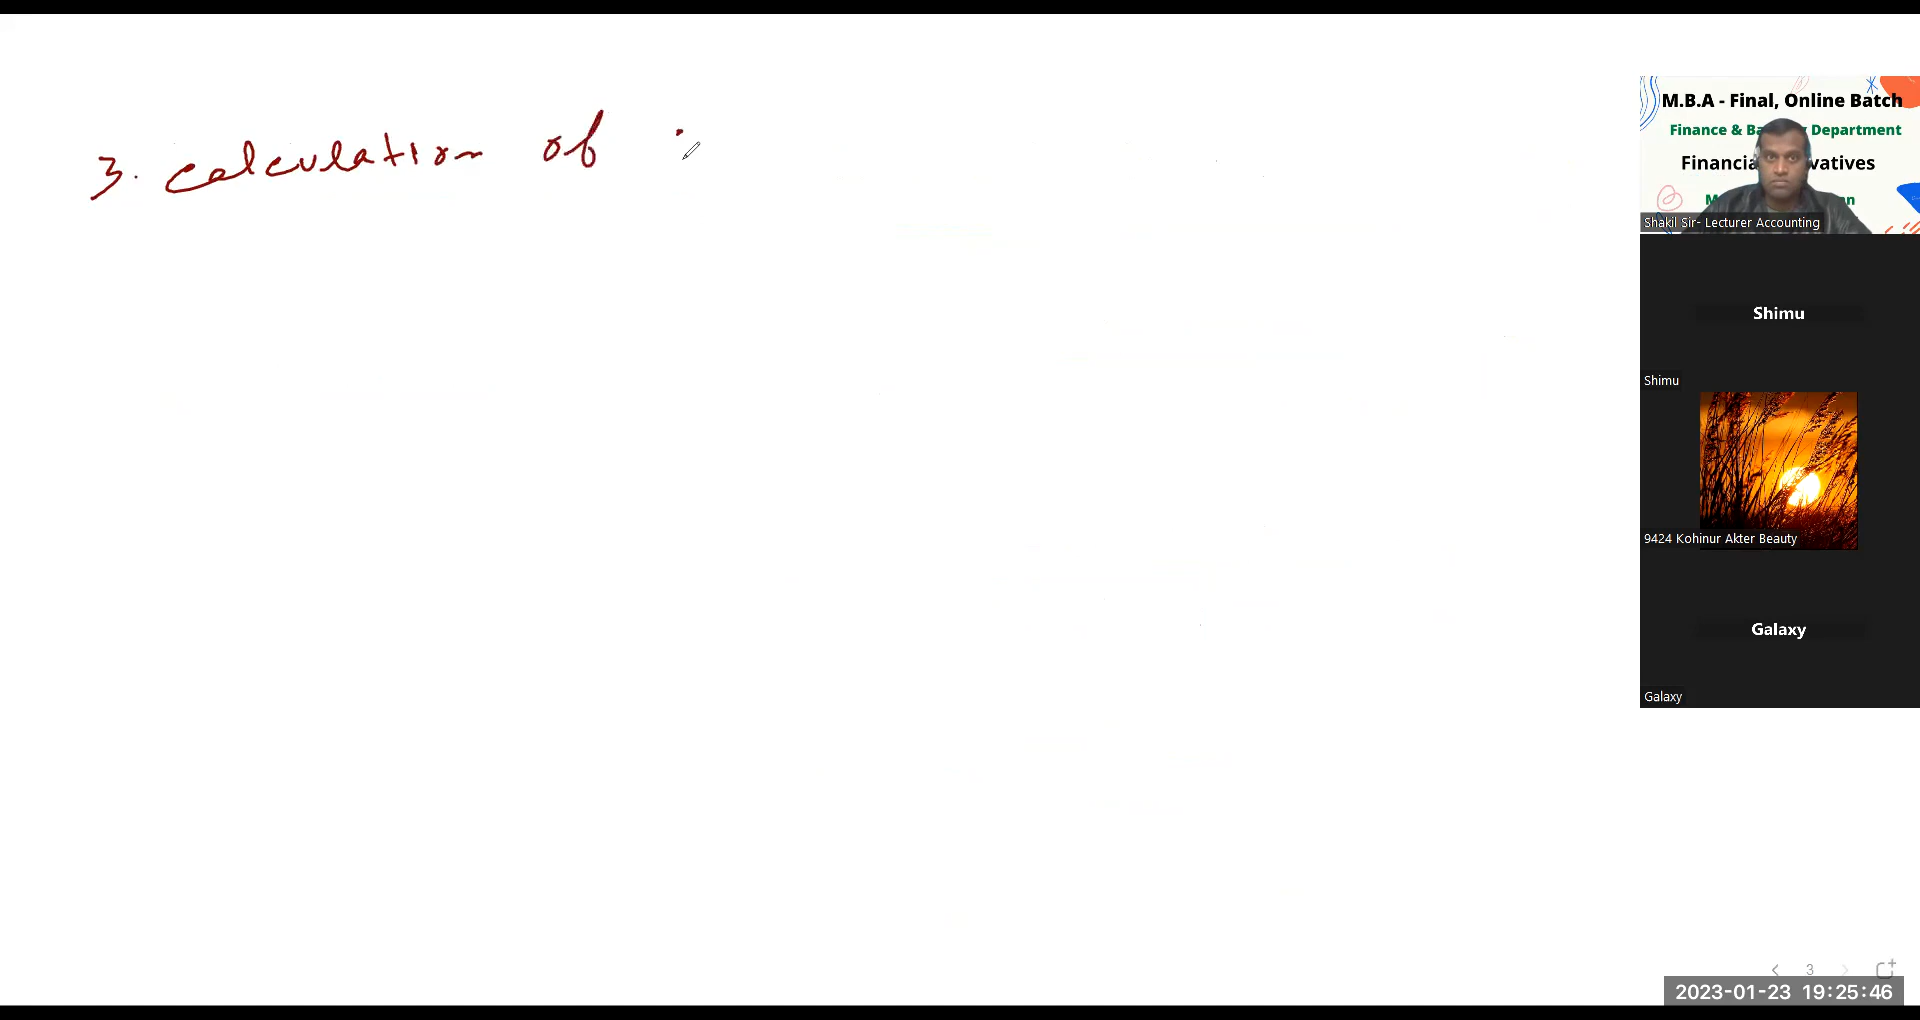 3. calculation of
M.B.A - Final, Online Batch
Finance & Ba Department
Financia vatives
M n
Shakil Sir- Lecturer Accounting
Shimu
Shimu
9424 Kohinur Akter Beauty
Galaxy
Galaxy
3
2023-01-23 19:25:46